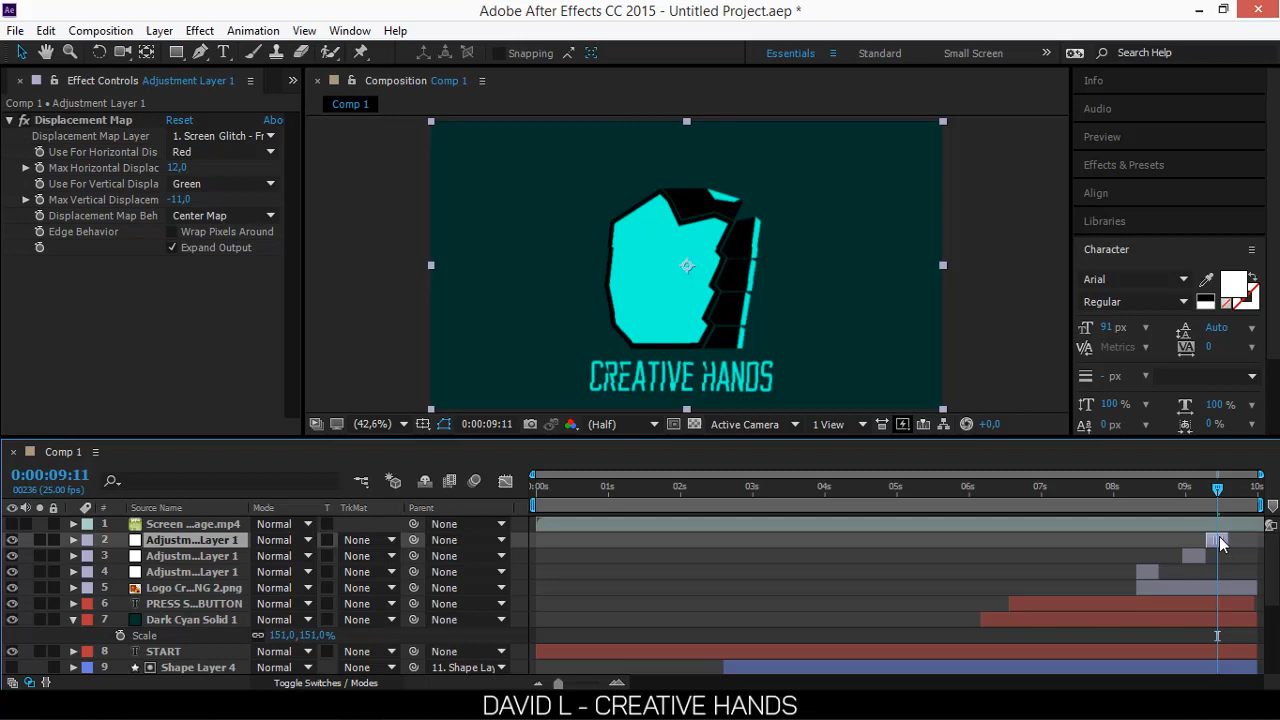 Adobe After Effects CC 2015 - Untitled Project.aep *
File Edit Composition Layer Effect Animation View Window Help
Snapping Essentials Standard Small Screen Search Help
Effect Controls Adjustment Layer 1
Comp 1 • Adjustment Layer 1
Displacement Map Reset Abo
Displacement Map Layer 1. Screen Glitch - Fr
Use For Horizontal Dis Red
Max Horizontal Displac 12,0
Use For Vertical Displa Green
Max Vertical Displacem -11,0
Displacement Map Beh Center Map
Edge Behavior Wrap Pixels Around
Expand Output
Composition Comp 1
Comp 1
CREATIVE HANDS
(42,6%) 0:00:09:11 (Half) Active Camera 1 View +0,0
Info
Audio
Preview
Effects & Presets
Align
Libraries
Character
Arial
Regular
91 px Auto
Metrics 0
- px
100 % 100 %
0 px 0 %
Comp 1
0:00:09:11
00236 (25.00 fps)
:00s 01s 02s 03s 04s 05s 06s 07s 08s 09s 10s
# Source Name Mode T TrkMat Parent
1 Screen ...age.mp4 Normal None
2 Adjustm...Layer 1 Normal None None
3 Adjustm...Layer 1 Normal None None
4 Adjustm...Layer 1 Normal None None
5 Logo Cr...NG 2.png Normal None None
6 PRESS S...BUTTON Normal None None
7 Dark Cyan Solid 1 Normal None None
Scale 151,0,151,0%
8 START Normal None None
9 Shape Layer 4 Normal None 11. Shape Lay
Toggle Switches / Modes
DAVID L - CREATIVE HANDS